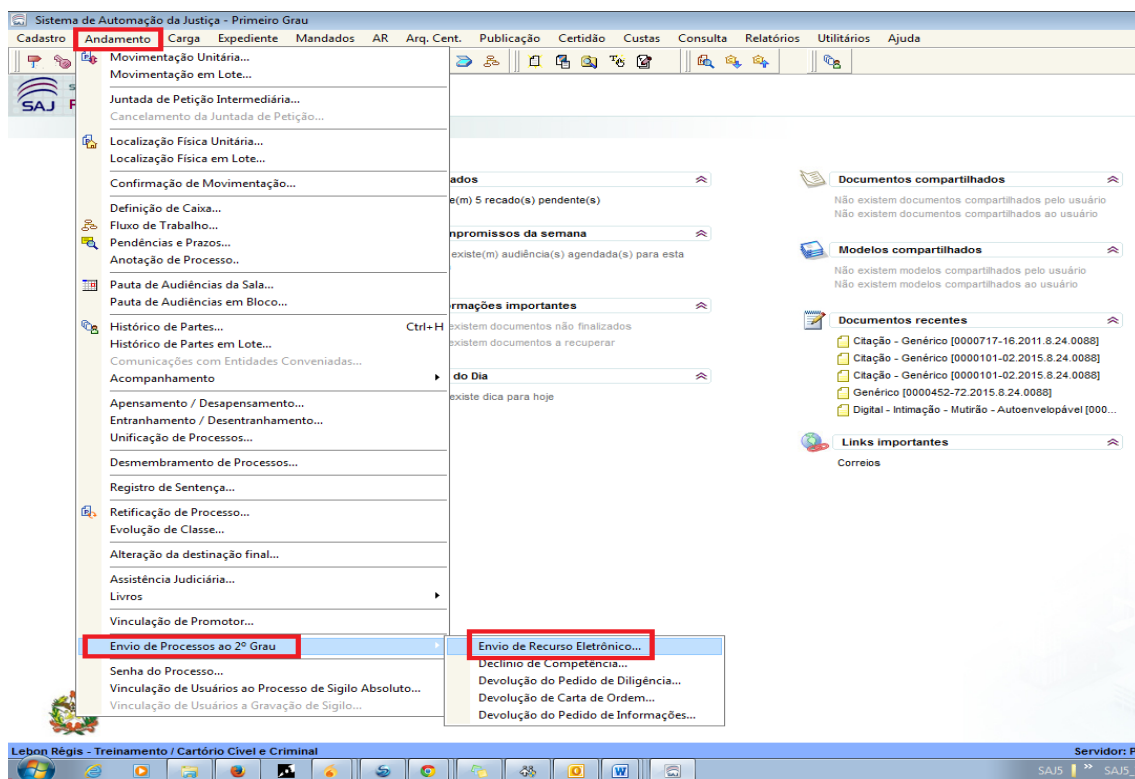 Sistema de Automação da Justiça - Primeiro Grau
Cadastro Andamento Carga Expediente Mandados AR Arq. Cent. Publicação Certidão Custas Consulta Relatórios Utilitários Ajuda
SAJ
Movimentação Unitária...
Movimentação em Lote...
Juntada de Petição Intermediária...
Cancelamento da Juntada de Petição...
Localização Física Unitária...
Localização Física em Lote...
Confirmação de Movimentação...
Definição de Caixa...
Fluxo de Trabalho...
Pendências e Prazos...
Anotação de Processo..
Pauta de Audiências da Sala...
Pauta de Audiências em Bloco...
Histórico de Partes... Ctrl+H
Histórico de Partes em Lote...
Comunicações com Entidades Conveniadas...
Acompanhamento
Apensamento / Desapensamento...
Entranhamento / Desentranhamento...
Unificação de Processos...
Desmembramento de Processos...
Registro de Sentença...
Retificação de Processo...
Evolução de Classe...
Alteração da destinação final...
Assistência Judiciária...
Livros
Vinculação de Promotor...
Envio de Processos ao 2º Grau
Senha do Processo...
Vinculação de Usuários ao Processo de Sigilo Absoluto...
Vinculação de Usuários a Gravação de Sigilo...
Envio de Recurso Eletrônico...
Declínio de Competência...
Devolução do Pedido de Diligência...
Devolução de Carta de Ordem...
Devolução do Pedido de Informações...
ados
e(m) 5 recado(s) pendente(s)
npromissos da semana
existe(m) audiência(s) agendada(s) para esta
rmações importantes
existem documentos não finalizados
existem documentos a recuperar
do Dia
existe dica para hoje
Documentos compartilhados
Não existem documentos compartilhados pelo usuário
Não existem documentos compartilhados ao usuário
Modelos compartilhados
Não existem modelos compartilhados pelo usuário
Não existem modelos compartilhados ao usuário
Documentos recentes
Citação - Genérico [0000717-16.2011.8.24.0088]
Citação - Genérico [0000101-02.2015.8.24.0088]
Citação - Genérico [0000101-02.2015.8.24.0088]
Genérico [0000452-72.2015.8.24.0088]
Digital - Intimação - Mutirão - Autoenvelopável [000...
Links importantes
Correios
Lebon Règis - Treinamento / Cartório Cível e Criminal Servidor: P
SAJ5 » SAJ5_